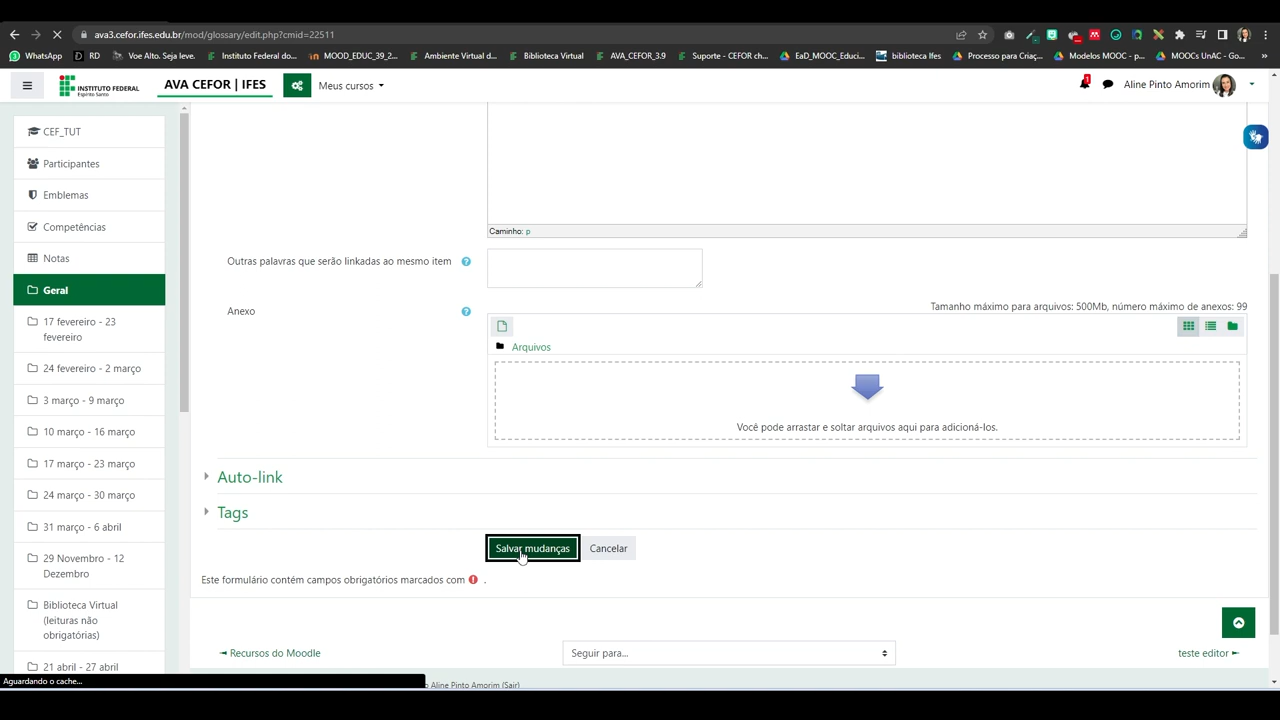 ava3.cefor.ifes.edu.br/mod/glossary/edit.php?cmid=22511
WhatsApp
RD
Voe Alto. Seja leve.
Instituto Federal do...
MOOD_EDUC_39_2...
Ambiente Virtual d...
Biblioteca Virtual
AVA_CEFOR_3.9
Suporte - CEFOR ch...
EaD_MOOC_Educi...
biblioteca Ifes
Processo para Criaç...
Modelos MOOC - p...
MOOCs UnAC - Go...
INSTITUTO FEDERAL
Espírito Santo
AVA CEFOR | IFES
Meus cursos
1
Aline Pinto Amorim
CEF_TUT
Participantes
Emblemas
Competências
Notas
Geral
17 fevereiro - 23
fevereiro
24 fevereiro - 2 março
3 março - 9 março
10 março - 16 março
17 março - 23 março
24 março - 30 março
31 março - 6 abril
29 Novembro - 12
Dezembro
Biblioteca Virtual
(leituras não
obrigatórias)
21 abril - 27 abril
Caminho: p
Outras palavras que serão linkadas ao mesmo item
Anexo
Tamanho máximo para arquivos: 500Mb, número máximo de anexos: 99
Arquivos
Você pode arrastar e soltar arquivos aqui para adicioná-los.
Auto-link
Tags
Salvar mudanças
Cancelar
Este formulário contém campos obrigatórios marcados com .
◄ Recursos do Moodle
Seguir para...
teste editor ►
Aguardando o cache...
o Aline Pinto Amorim (Sair)